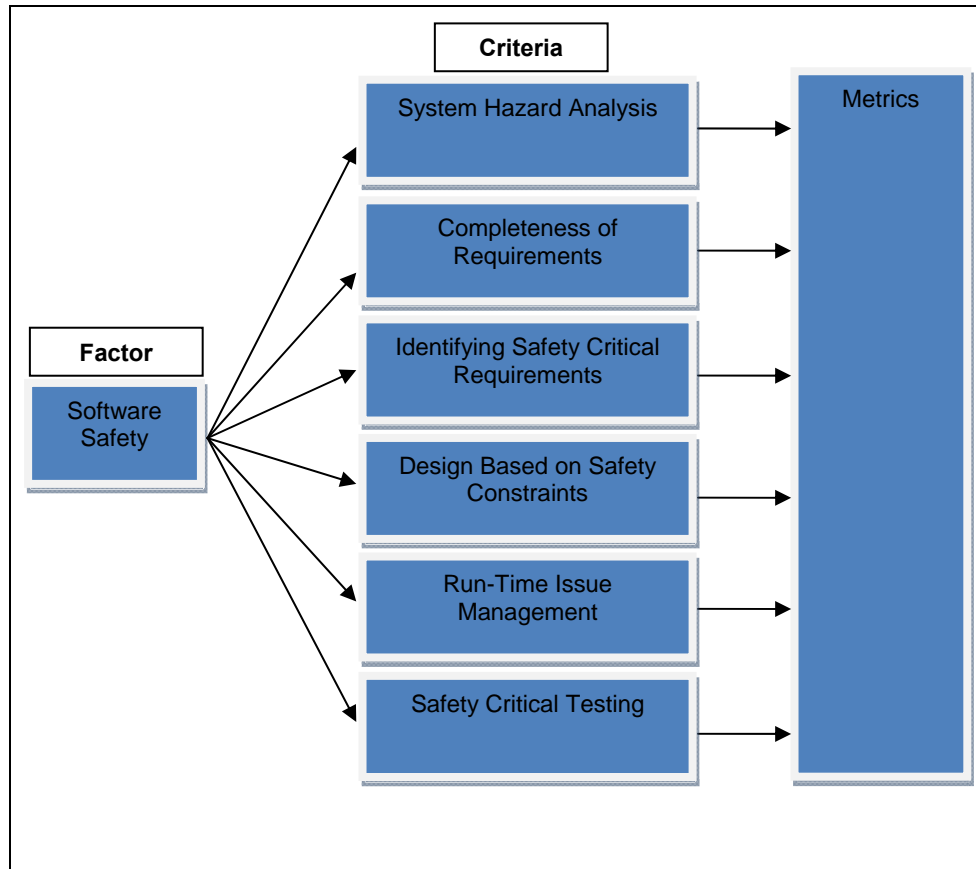 Criteria
System Hazard Analysis
Metrics
Completeness of
Requirements
Factor
Identifying Safety Critical
Requirements
Software
Safety
Design Based on Safety
Constraints
Run-Time Issue
Management
Safety Critical Testing